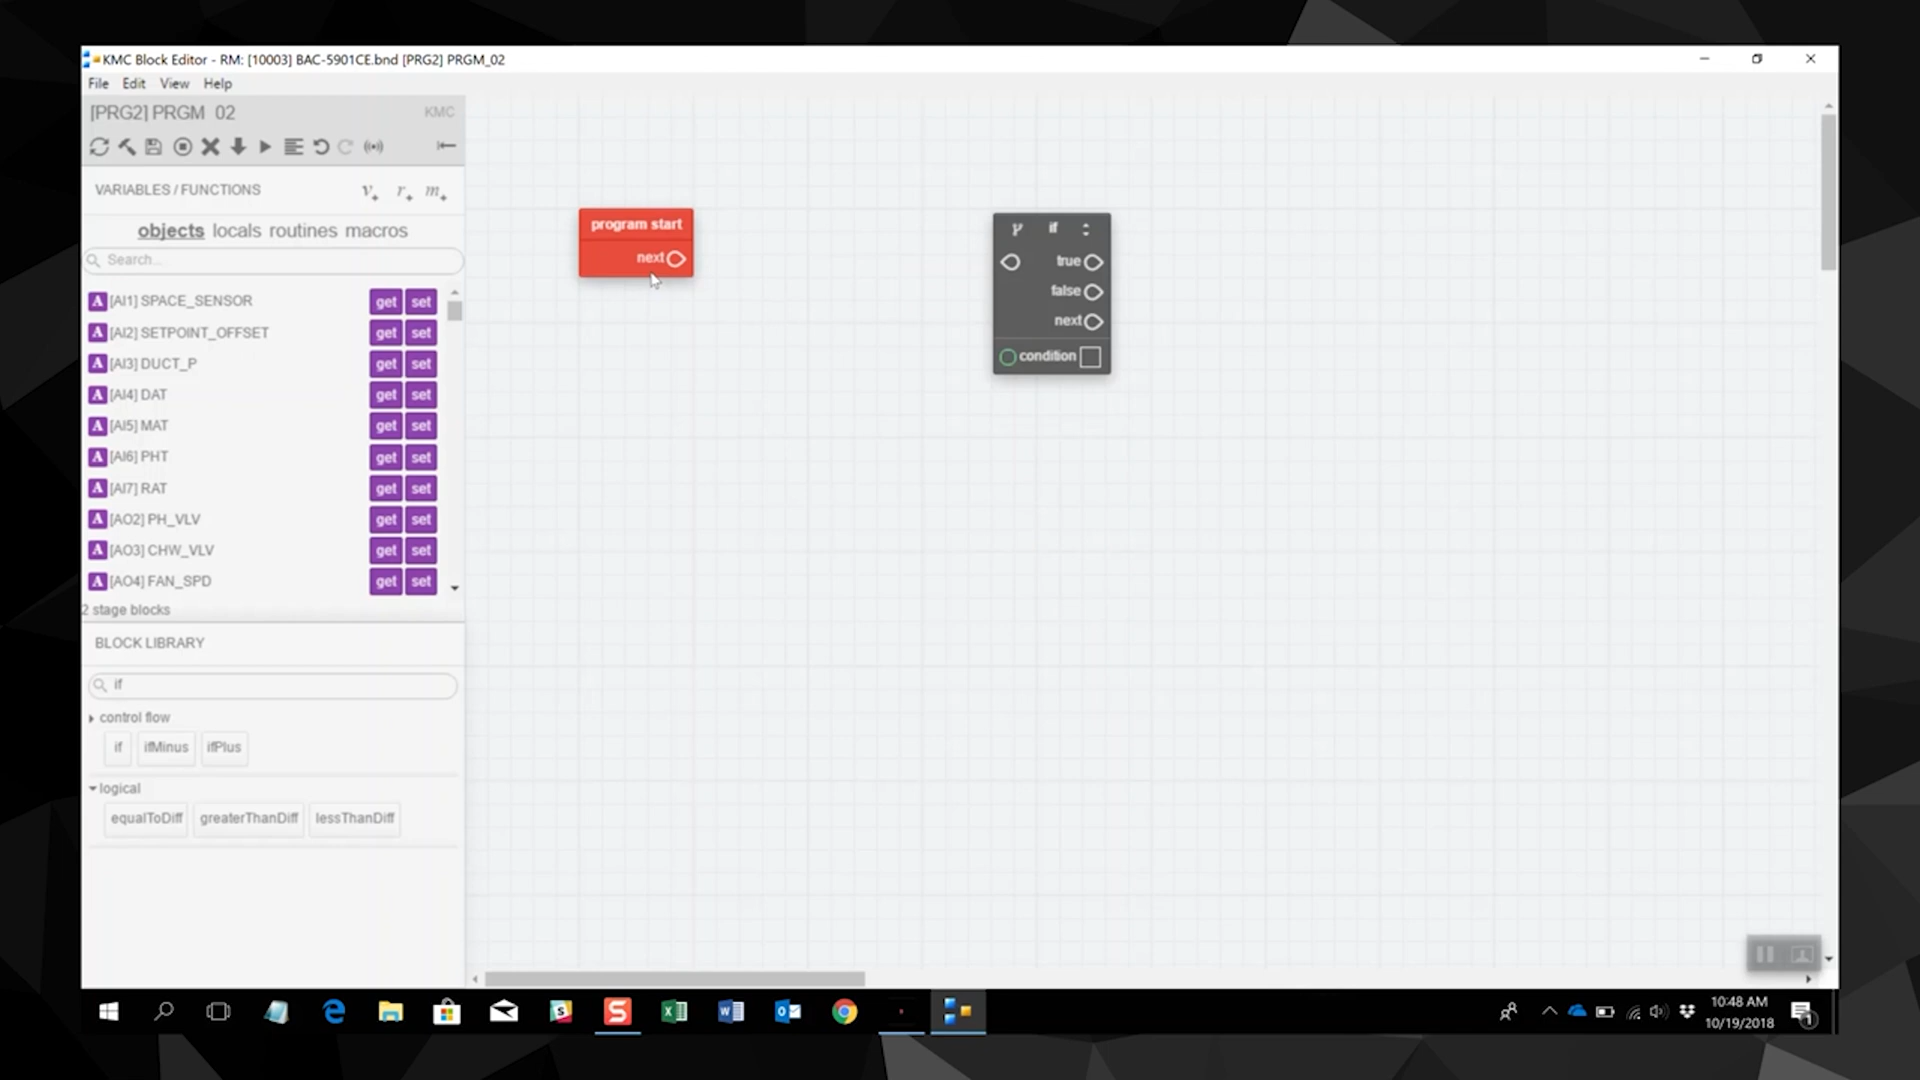 KMC Block Editor - RM: [10003] BAC-5901CE.bnd [PRG2] PRGM_02
File Edit View Help
[PRG2] PRGM_02 KMC
VARIABLES / FUNCTIONS v+ r+ m+
objects locals routines macros
Search...
A [AI1] SPACE_SENSOR get set
A [AI2] SETPOINT_OFFSET get set
A [AI3] DUCT_P get set
A [AI4] DAT get set
A [AI5] MAT get set
A [AI6] PHT get set
A [AI7] RAT get set
A [AO2] PH_VLV get set
A [AO3] CHW_VLV get set
A [AO4] FAN_SPD get set
2 stage blocks
BLOCK LIBRARY
if
control flow
if ifMinus ifPlus
logical
equalToDiff greaterThanDiff lessThanDiff
program start
next
if
true
false
next
condition
10:48 AM
10/19/2018
1